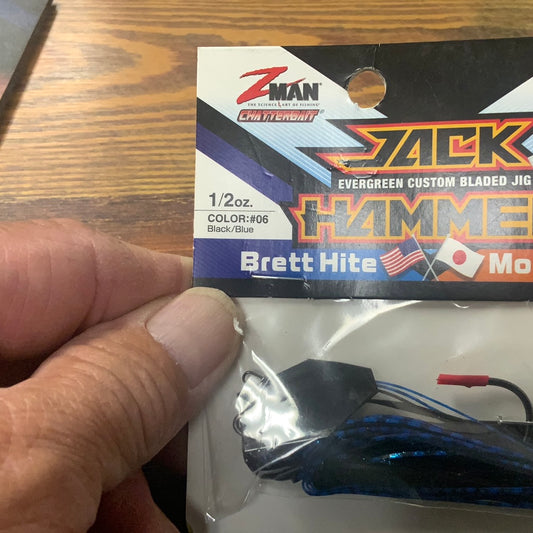 ZMAN®
THE SCIENCE & ART OF FISHING®
CHATTERBAIT®
JACK
EVERGREEN CUSTOM BLADED JIG
HAMME
1/2oz.
COLOR:#06
Black/Blue
Brett Hite
Mo